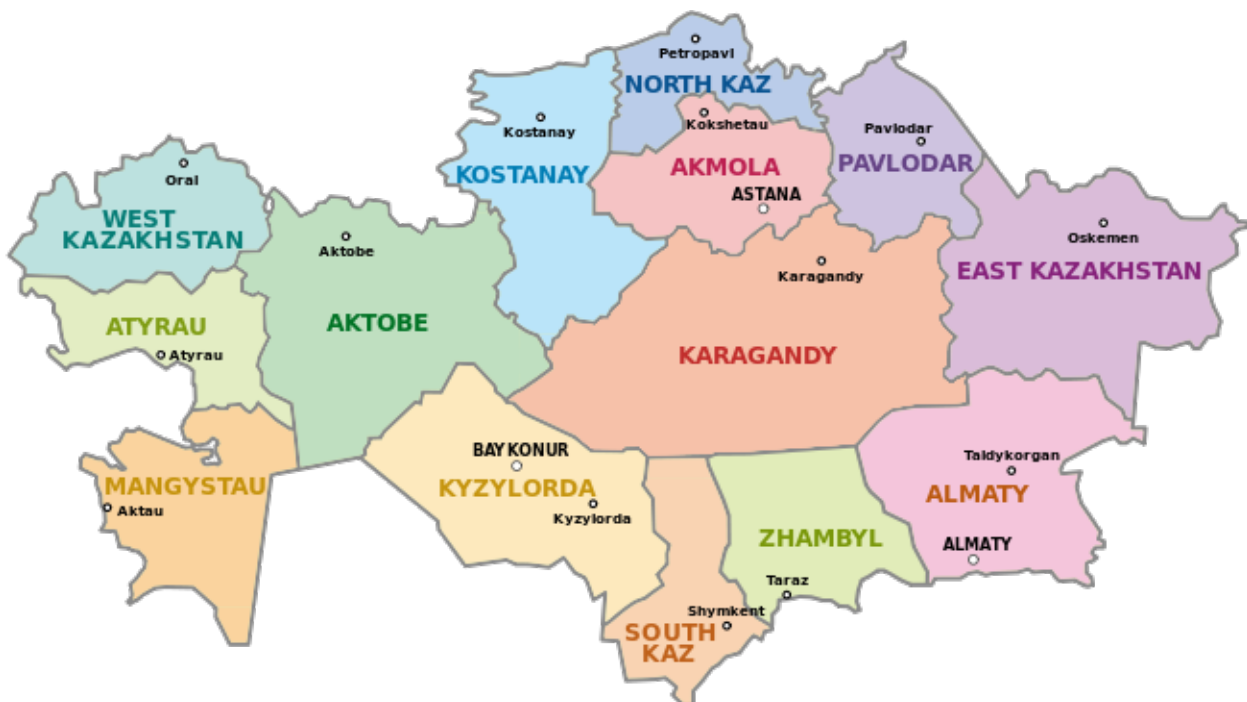 Petropavl
NORTH KAZ
Kokshetau
Kostanay
KOSTANAY
AKMOLA
ASTANA
Pavlodar
PAVLODAR
Oral
WEST
KAZAKHSTAN
Aktobe
AKTOBE
Karagandy
KARAGANDY
Oskemen
EAST KAZAKHSTAN
ATYRAU
Atyrau
MANGYSTAU
Aktau
BAYKONUR
KYZYLORDA
Kyzylorda
Taldykorgan
ALMATY
ALMATY
ZHAMBYL
Taraz
Shymkent
SOUTH
KAZ